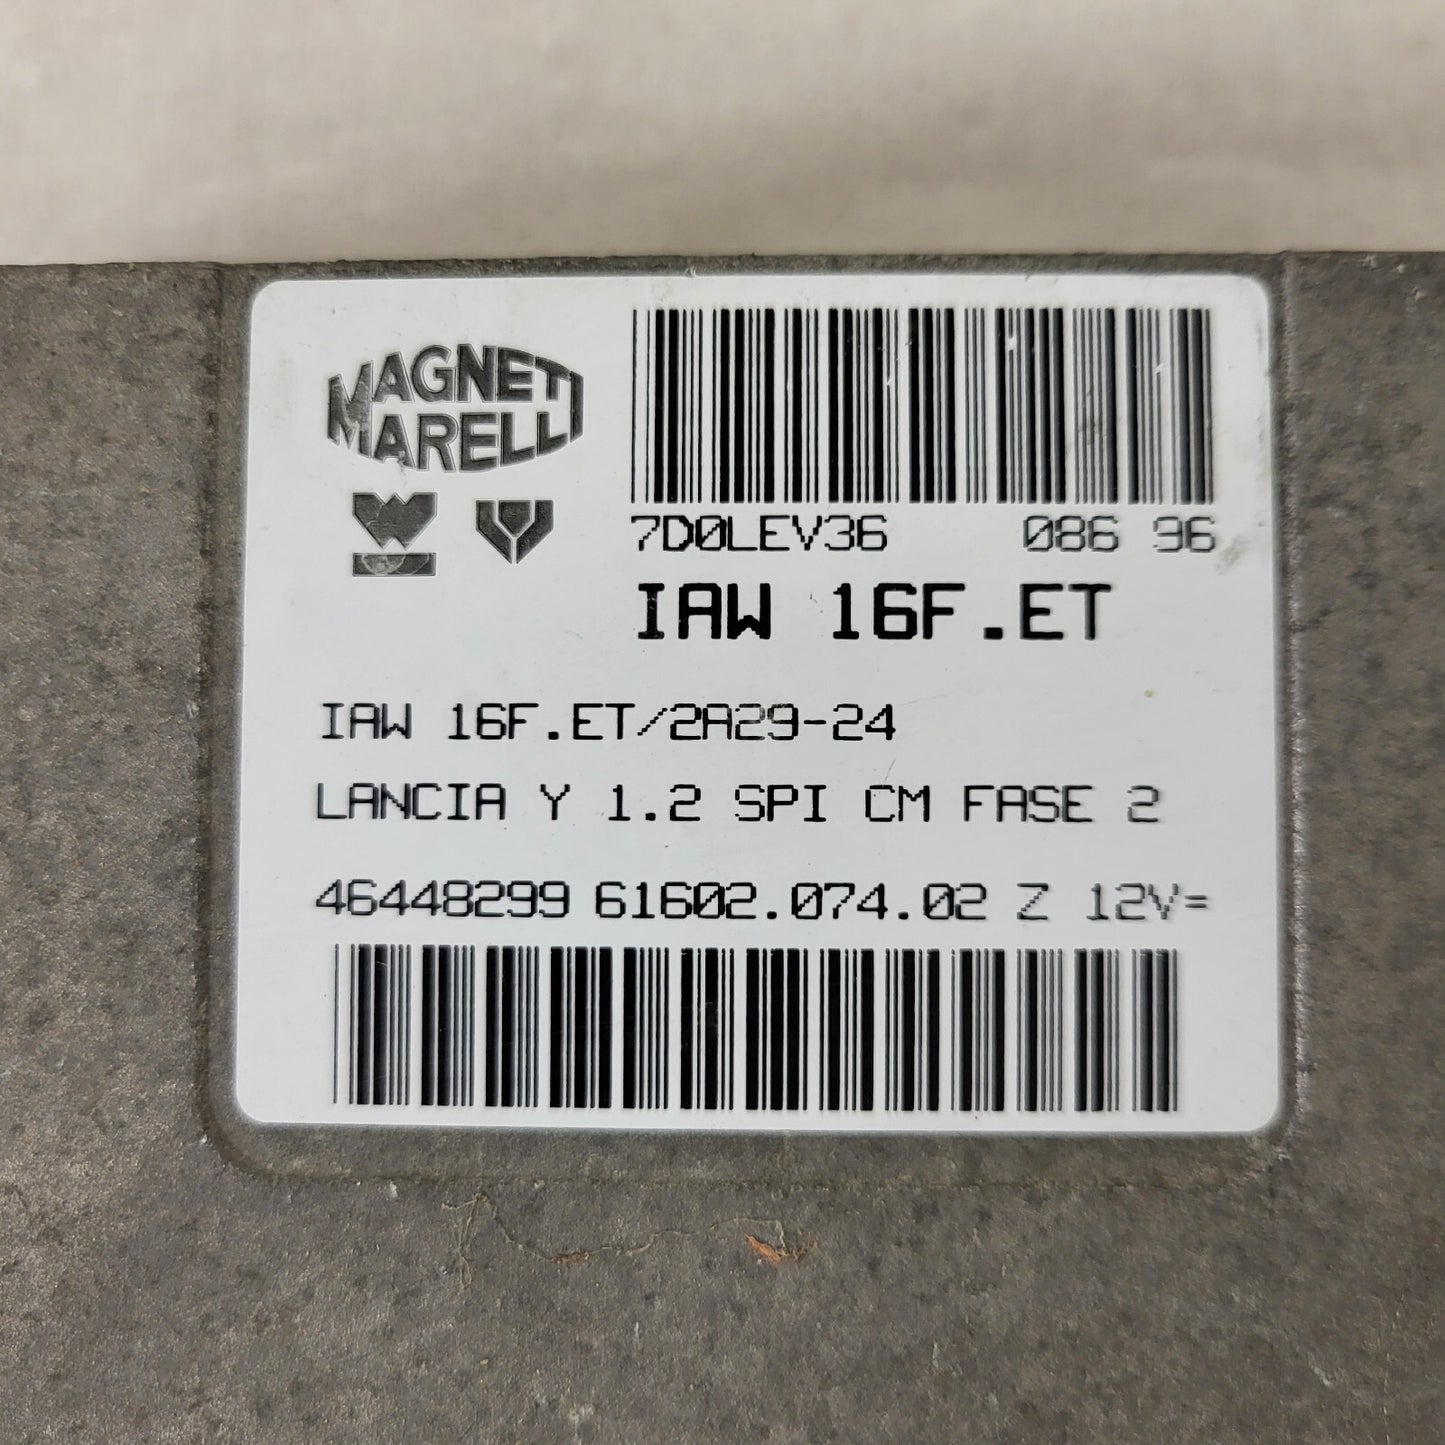 MAGNETI
MARELLI
7D0LEV36 086 96
IAW 16F.ET
IAW 16F.ET/2A29-24
LANCIA Y 1.2 SPI CM FASE 2
46448299 61602.074.02 Z 12V=